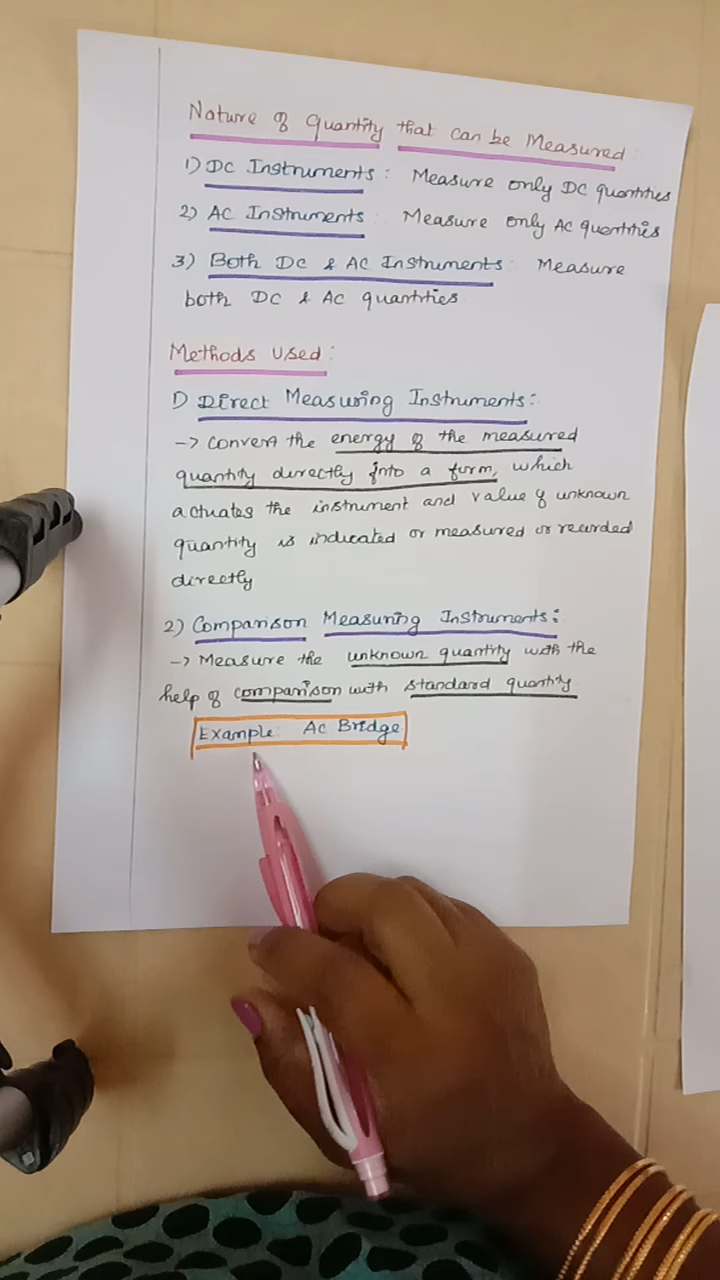 Nature of Quantity that can be Measured:
1) DC Instruments: Measure only DC quantities
2) AC Instruments: Measure only AC quantities
3) Both DC & AC Instruments: Measure
both DC & AC quantities
Methods Used:
1) Direct Measuring Instruments:
-> Convert the energy of the measured
quantity directly into a form, which
actuates the instrument and value of unknown
quantity is indicated or measured or recorded
directly
2) Comparison Measuring Instruments:
-> Measure the unknown quantity with the
help of comparison with standard quantity
Example: AC Bridge